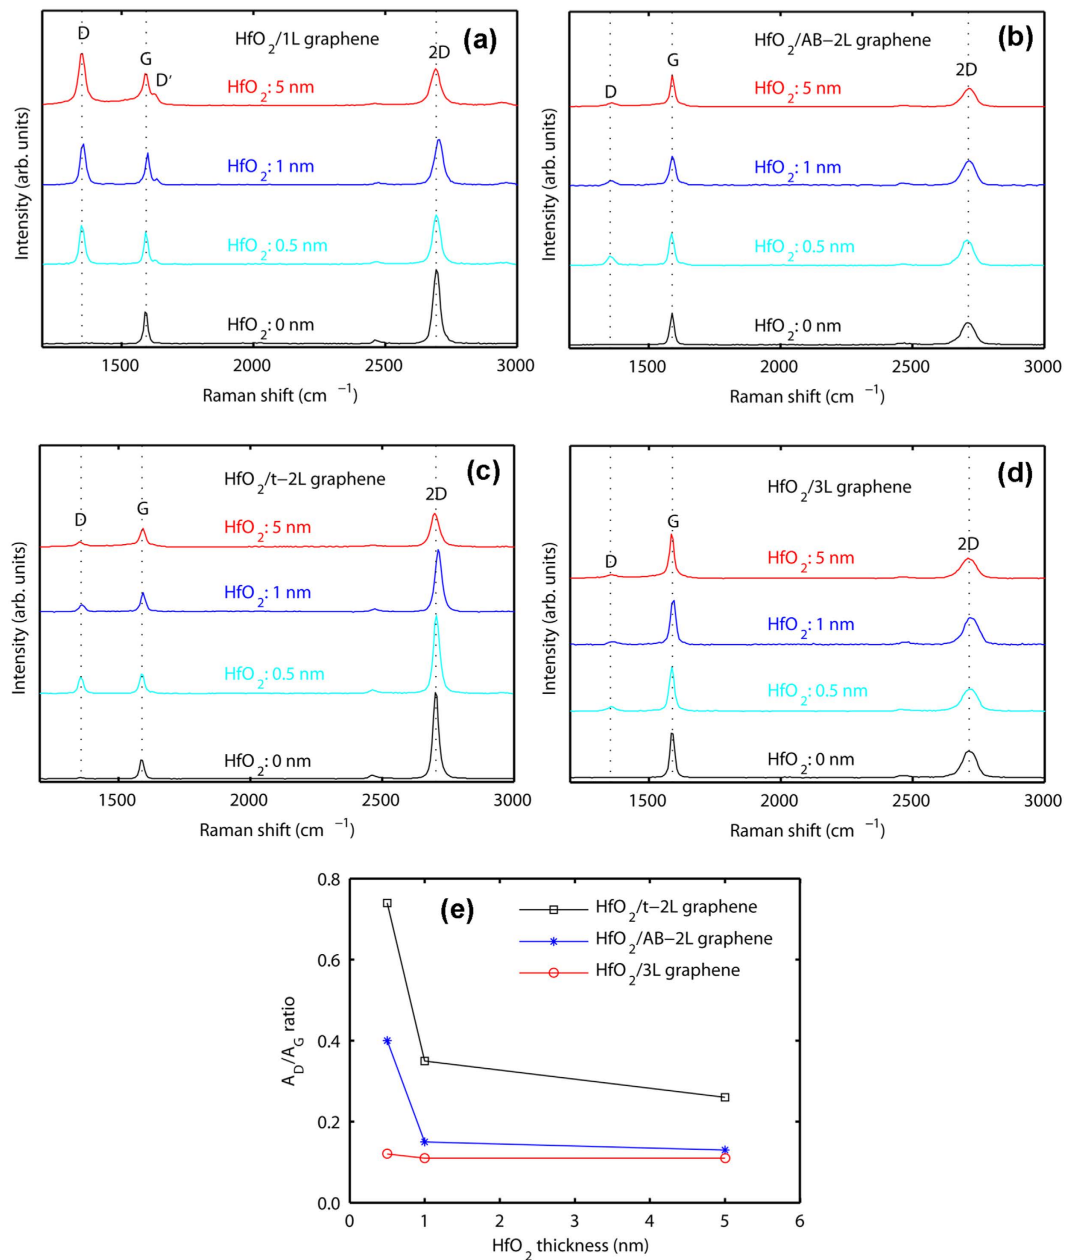 (a)
HfO2/1L graphene
D
G
D'
2D
HfO2: 5 nm
HfO2: 1 nm
HfO2: 0.5 nm
HfO2: 0 nm
Intensity (arb. units)
1500 2000 2500 3000
Raman shift (cm −1)
(b)
HfO2/AB−2L graphene
D
G
2D
HfO2: 5 nm
HfO2: 1 nm
HfO2: 0.5 nm
HfO2: 0 nm
Intensity (arb. units)
1500 2000 2500 3000
Raman shift (cm −1)
(c)
HfO2/t−2L graphene
D
G
2D
HfO2: 5 nm
HfO2: 1 nm
HfO2: 0.5 nm
HfO2: 0 nm
Intensity (arb. units)
1500 2000 2500 3000
Raman shift (cm −1)
(d)
HfO2/3L graphene
D
G
2D
HfO2: 5 nm
HfO2: 1 nm
HfO2: 0.5 nm
HfO2: 0 nm
Intensity (arb. units)
1500 2000 2500 3000
Raman shift (cm −1)
(e)
HfO2/t−2L graphene
HfO2/AB−2L graphene
HfO2/3L graphene
AD/AG ratio
0.8
0.6
0.4
0.2
0.0
0 1 2 3 4 5 6
HfO2 thickness (nm)